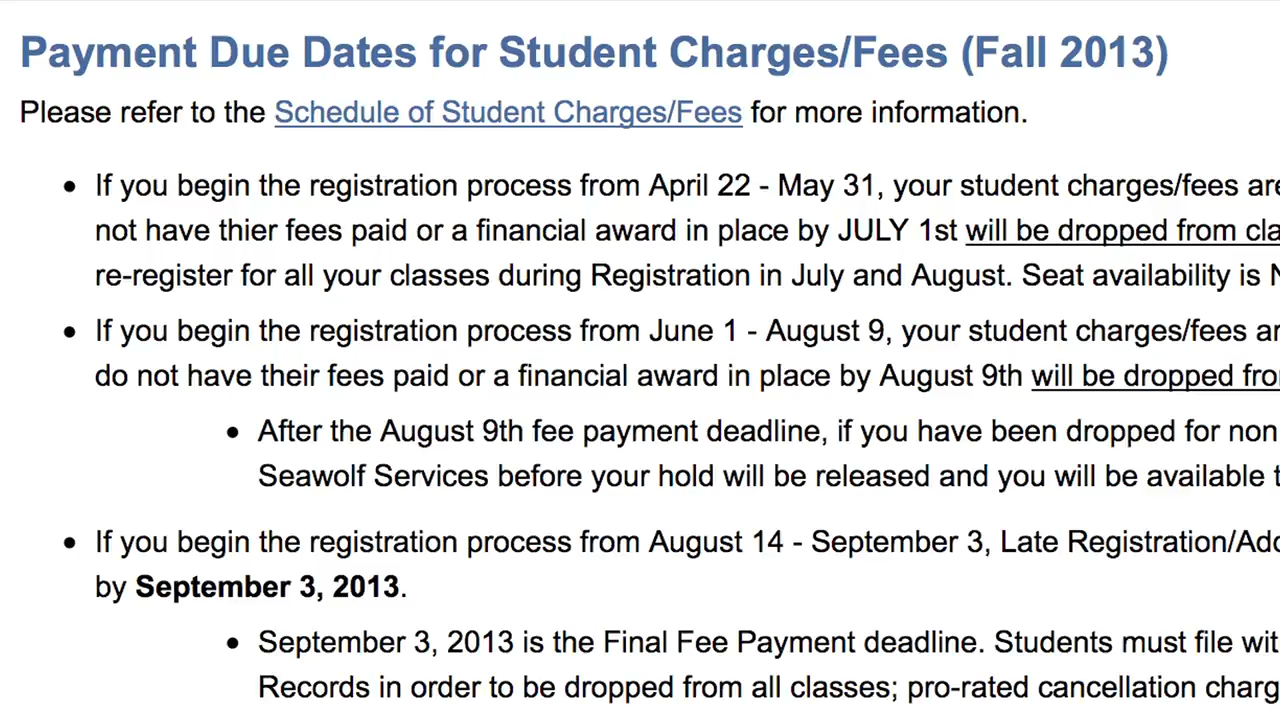 Payment Due Dates for Student Charges/Fees (Fall 2013)
Please refer to the Schedule of Student Charges/Fees for more information.
• If you begin the registration process from April 22 - May 31, your student charges/fees are
not have thier fees paid or a financial award in place by JULY 1st will be dropped from cla
re-register for all your classes during Registration in July and August. Seat availability is N
• If you begin the registration process from June 1 - August 9, your student charges/fees ar
do not have their fees paid or a financial award in place by August 9th will be dropped fro
• After the August 9th fee payment deadline, if you have been dropped for non
Seawolf Services before your hold will be released and you will be available t
• If you begin the registration process from August 14 - September 3, Late Registration/Add
by September 3, 2013.
• September 3, 2013 is the Final Fee Payment deadline. Students must file wit
Records in order to be dropped from all classes; pro-rated cancellation charg